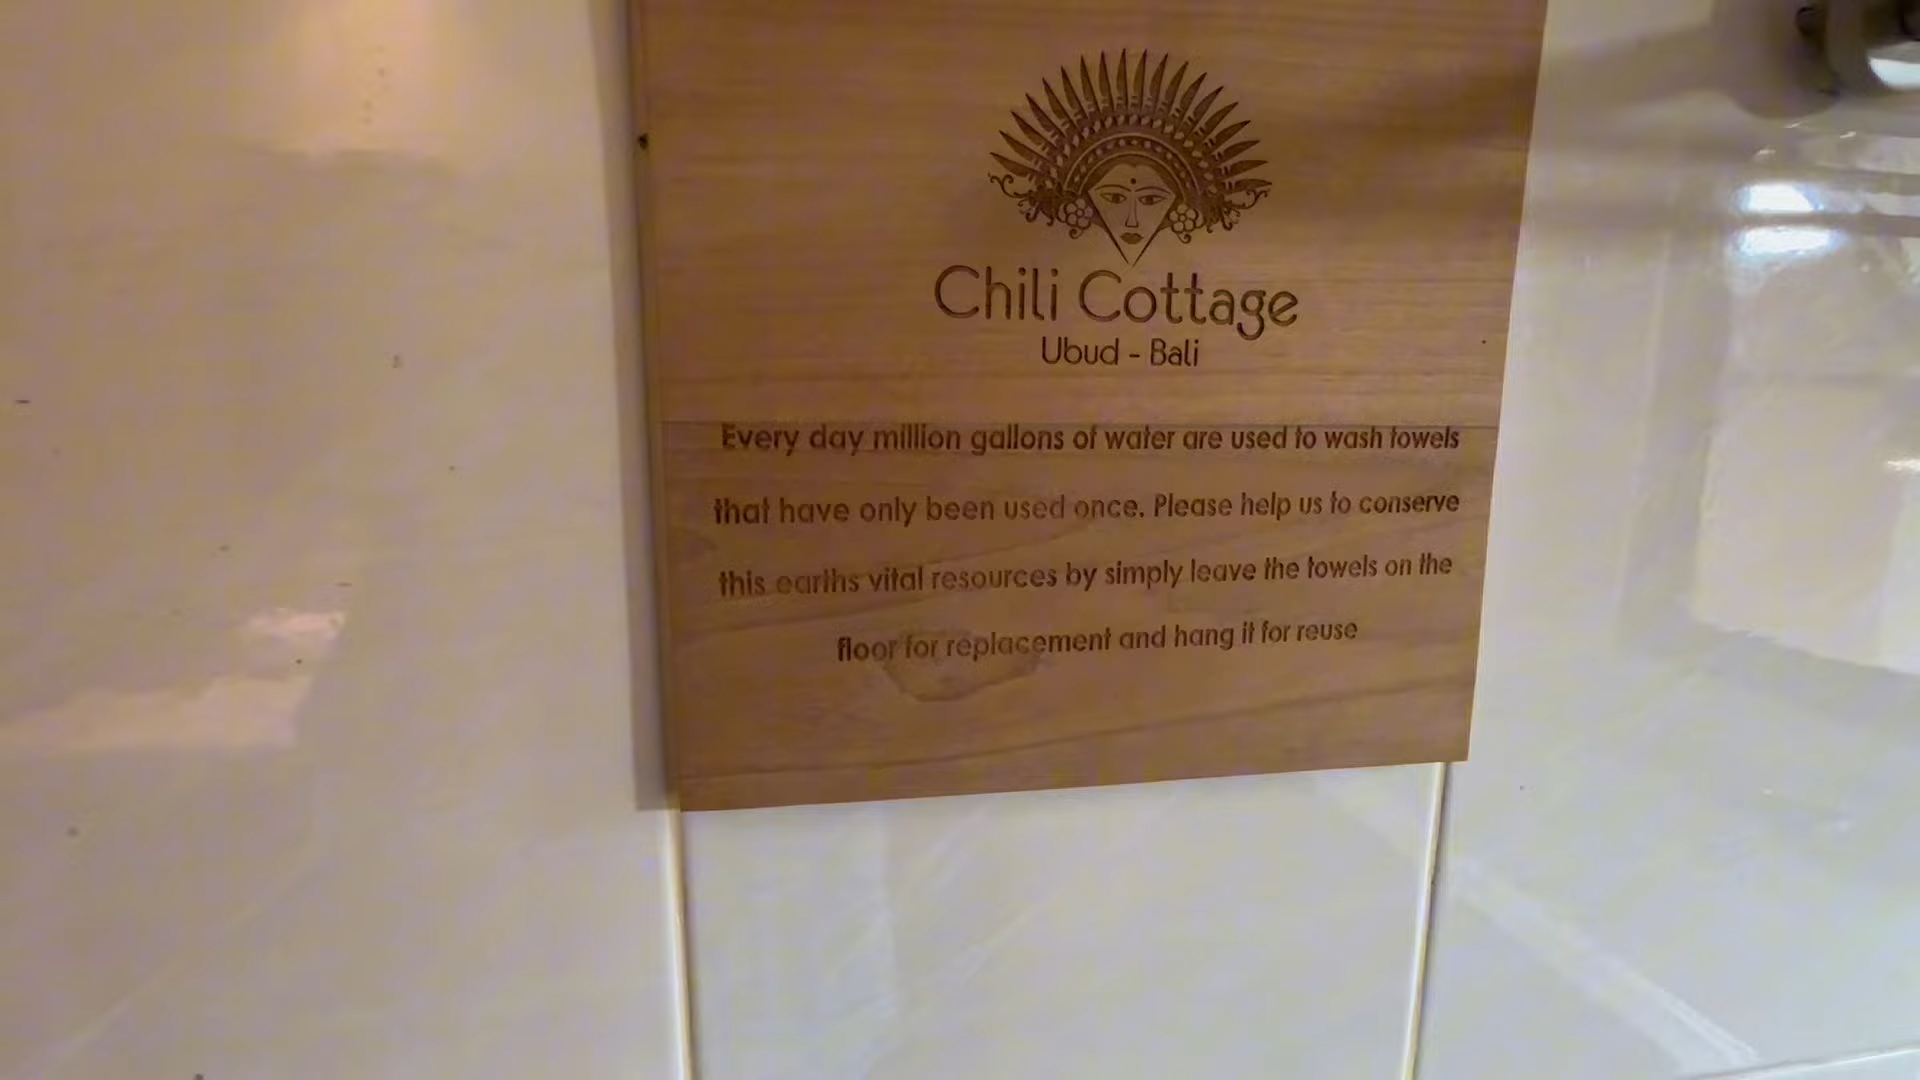 Chili Cottage
Ubud - Bali
Every day million gallons of water are used to wash towels
that have only been used once. Please help us to conserve
this earths vital resources by simply leave the towels on the
floor for replacement and hang it for reuse